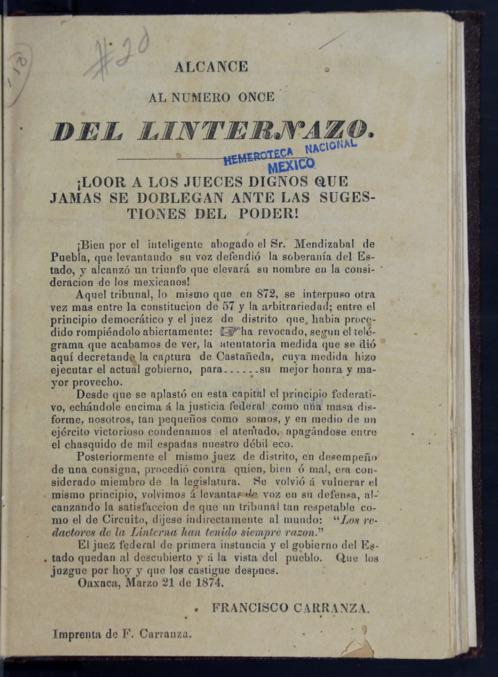 #20
ALCANCE
AL NUMERO ONCE
DEL LINTERNAZO.
HEMEROTECA NACIONAL
MEXICO
¡LOOR A LOS JUECES DIGNOS QUE
JAMAS SE DOBLEGAN ANTE LAS SUGES-
TIONES DEL PODER!
¡Bien por el inteligente abogado el Sr. Mendizabal de
Puebla, que levantando su voz defendió la soberanía del Es-
tado, y alcanzó un triunfo que elevará su nombre en la consi-
deracion de los mexicanos!
Aquel tribunal, lo mismo que en 872, se interpuso otra
vez mas entre la constitucion de 57 y la arbitrariedad; entre el
principio democrático y el juez de distrito que, habia proce-
dido rompiéndolo abiertamente: ☞ ha revocado, segun el telé-
grama que acabamos de ver, la atentatoria medida que se dió
aquí decretando la captura de Castañeda, cuya medida hizo
ejecutar el actual gobierno, para......su mejor honra y ma-
yor provecho.
Desde que se aplastó en esta capital el principio federati-
vo, echándole encima á la justicia federal como una masa dis-
forme, nosotros, tan pequeños como somos, y en medio de un
ejército victorioso condenamos el atentado, apagándose entre
el chasquido de mil espadas nuestro débil eco.
Posteriormente el mismo juez de distrito, en desempeño
de una consigna, procedió contra quien, bien ó mal, era con-
siderado miembro de la legislatura. Se volvió á vulnerar el
mismo principio, volvimos á levantar la voz en su defensa, al-
canzando la satisfaccion de que un tribunal tan respetable co-
mo el de Circuito, dijese indirectamente al mundo: "Los re-
dactores de la Linterna han tenido siempre razon."
El juez federal de primera instancia y el gobierno del Es-
tado quedan al descubierto y á la vista del pueblo. Que los
juzgue por hoy y que los castigue despues.
Oaxaca, Marzo 21 de 1874.
FRANCISCO CARRANZA.
Imprenta de F. Carranza.